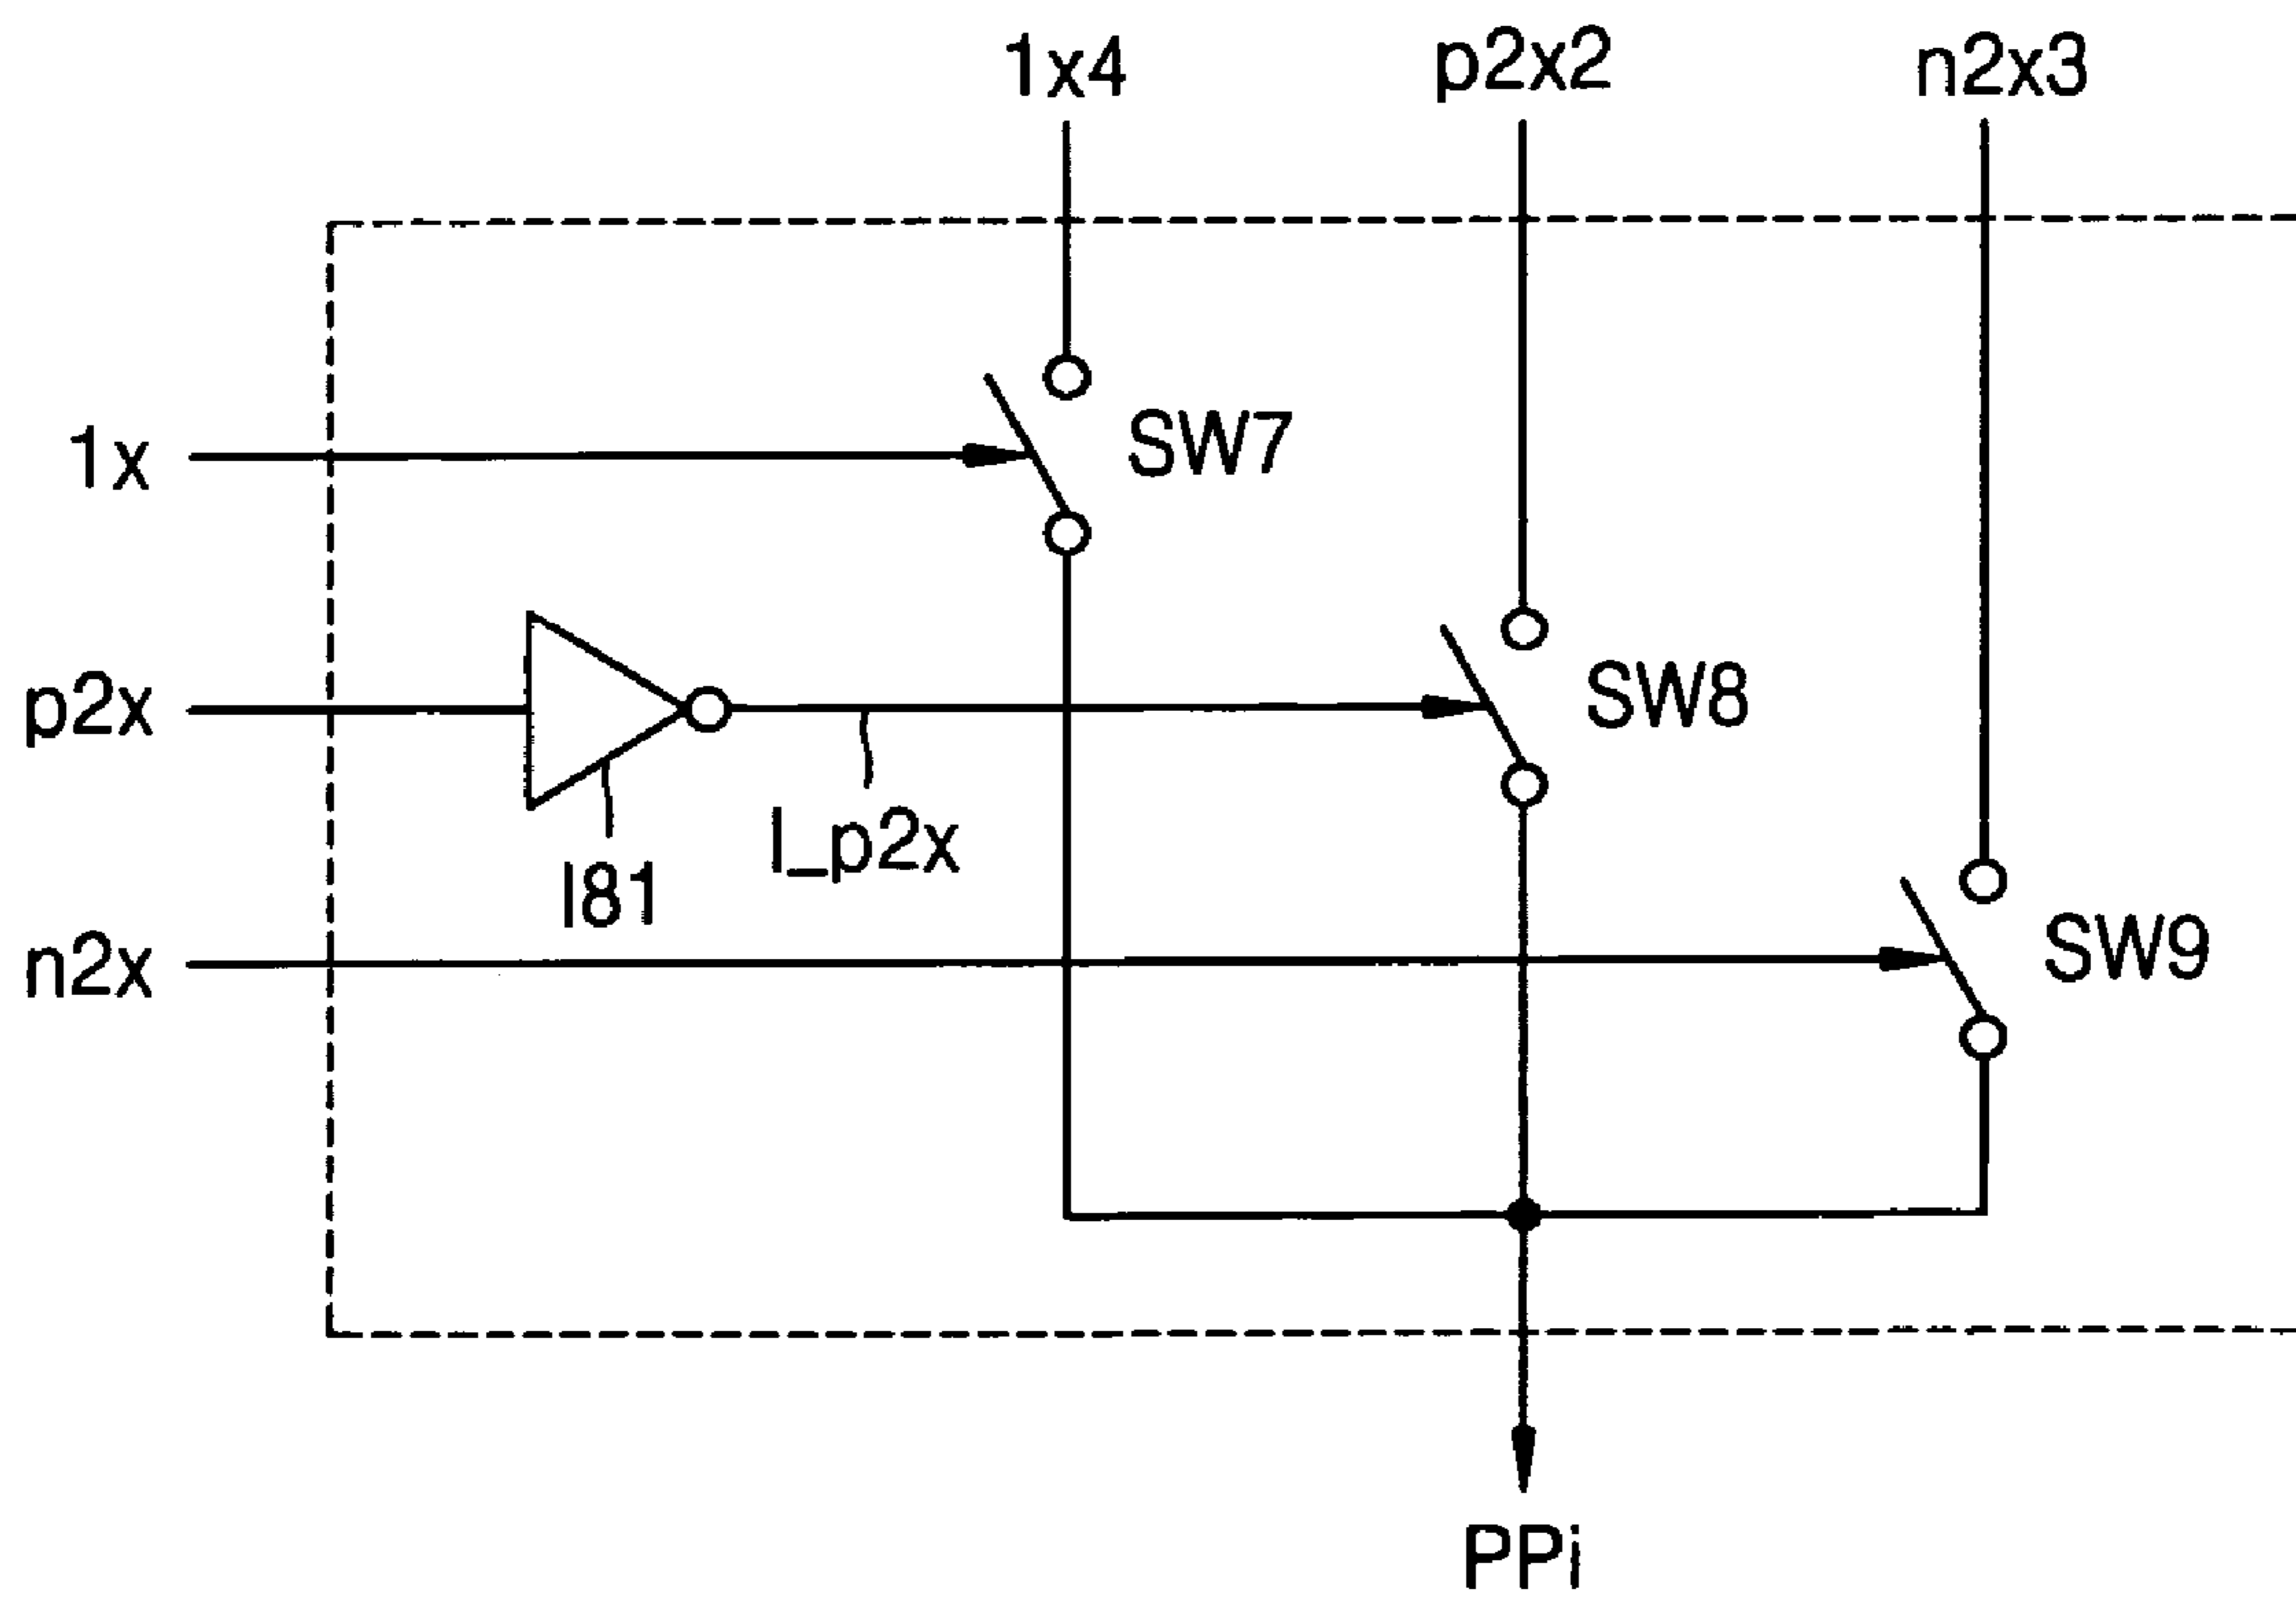 1x4 p2x2 n2x3
1x
SW7
p2x
SW8
I_p2x
I81
n2x
SW9
PPi